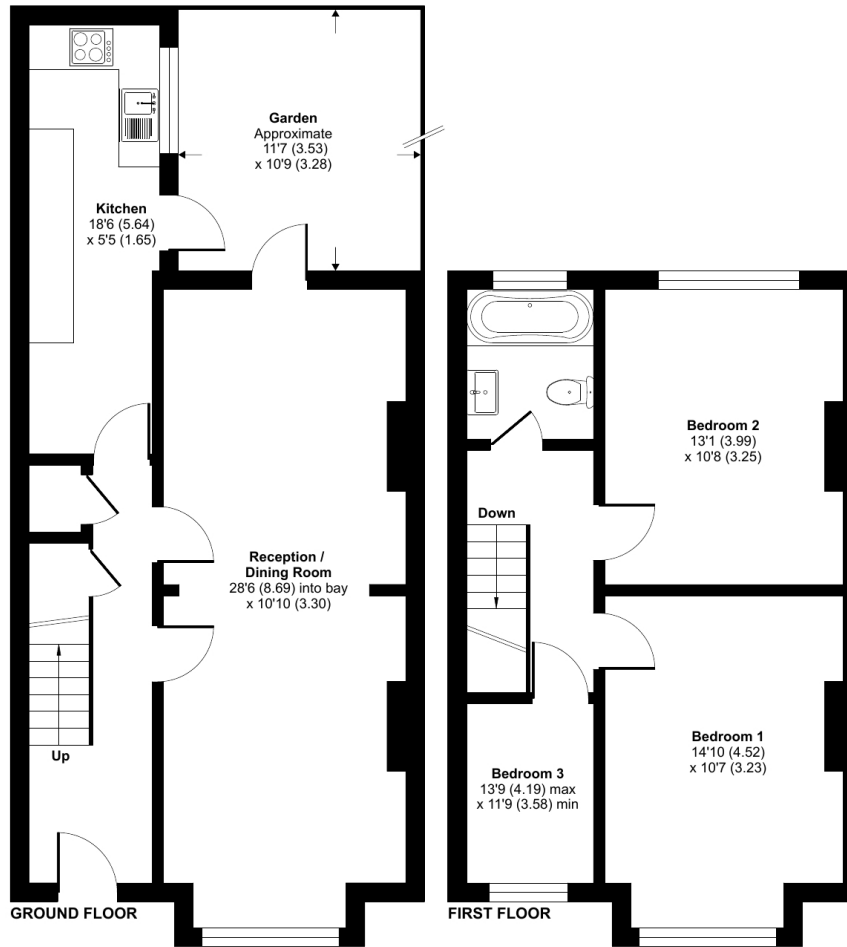 Garden
Approximate
11'7 (3.53)
x 10'9 (3.28)
Kitchen
18'6 (5.64)
x 5'5 (1.65)
Reception /
Dining Room
28'6 (8.69) into bay
x 10'10 (3.30)
Up
GROUND FLOOR
Bedroom 2
13'1 (3.99)
x 10'8 (3.25)
Down
Bedroom 1
14'10 (4.52)
x 10'7 (3.23)
Bedroom 3
13'9 (4.19) max
x 11'9 (3.58) min
FIRST FLOOR